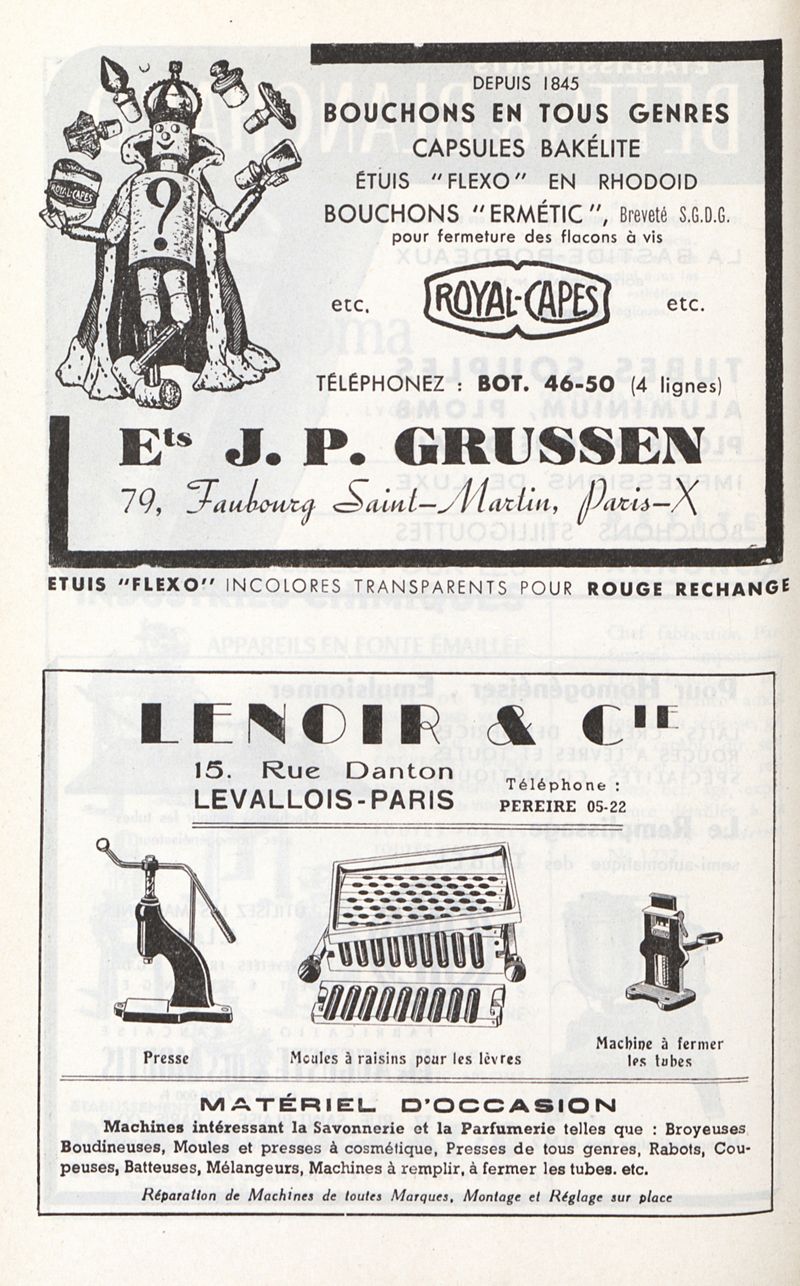 DEPUIS 1845
BOUCHONS EN TOUS GENRES
CAPSULES BAKÉLITE
ÉTUIS "FLEXO" EN RHODOID
BOUCHONS "ERMÉTIC", Breveté S.G.D.G.
pour fermeture des flacons à vis
ROYAL-CAPES
?
etc. ROYAL-CAPES etc.
TÉLÉPHONEZ : BOT. 46-50 (4 lignes)
Ets J. P. GRUSSEN
79, Faubourg Saint-Martin, Paris-X
ETUIS "FLEXO" INCOLORES TRANSPARENTS POUR ROUGE RECHANGE
LENOIR & CIE
15. Rue Danton
LEVALLOIS-PARIS
Téléphone :
PEREIRE 05-22
Presse
Moules à raisins pour les lèvres
Machine à fermer
les tubes
MATÉRIEL D'OCCASION
Machines intéressant la Savonnerie et la Parfumerie telles que : Broyeuses
Boudineuses, Moules et presses à cosmétique, Presses de tous genres, Rabots, Cou-
peuses, Batteuses, Mélangeurs, Machines à remplir, à fermer les tubes. etc.
Réparation de Machines de toutes Marques, Montage et Réglage sur place